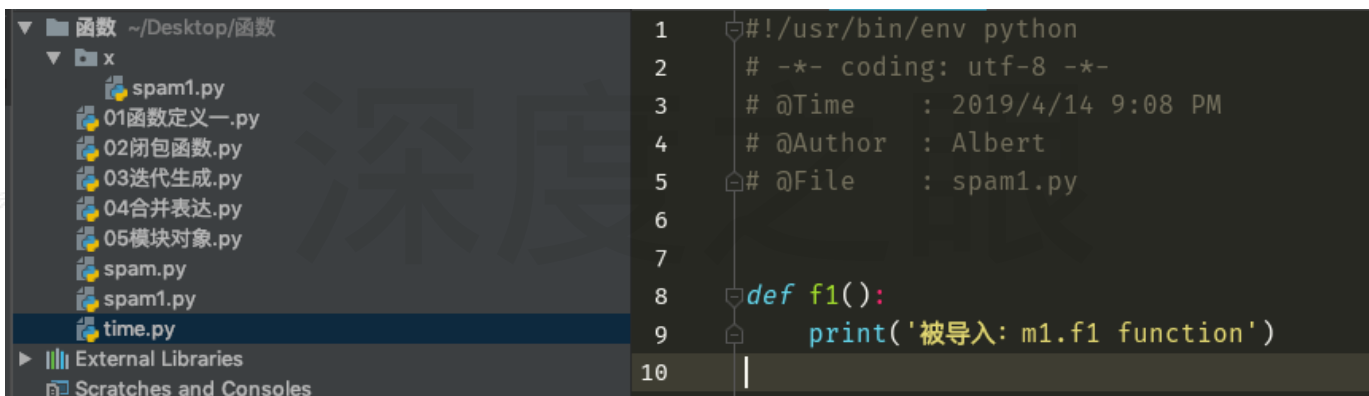 函数 ~/Desktop/函数
x
spam1.py
01函数定义一.py
02闭包函数.py
03迭代生成.py
04合并表达.py
05模块对象.py
spam.py
spam1.py
time.py
External Libraries
Scratches and Consoles
1 #!/usr/bin/env python
2 # -*- coding: utf-8 -*-
3 # @Time : 2019/4/14 9:08 PM
4 # @Author : Albert
5 # @File : spam1.py
6
7
8 def f1():
9 print('被导入: m1.f1 function')
10
深度之眼